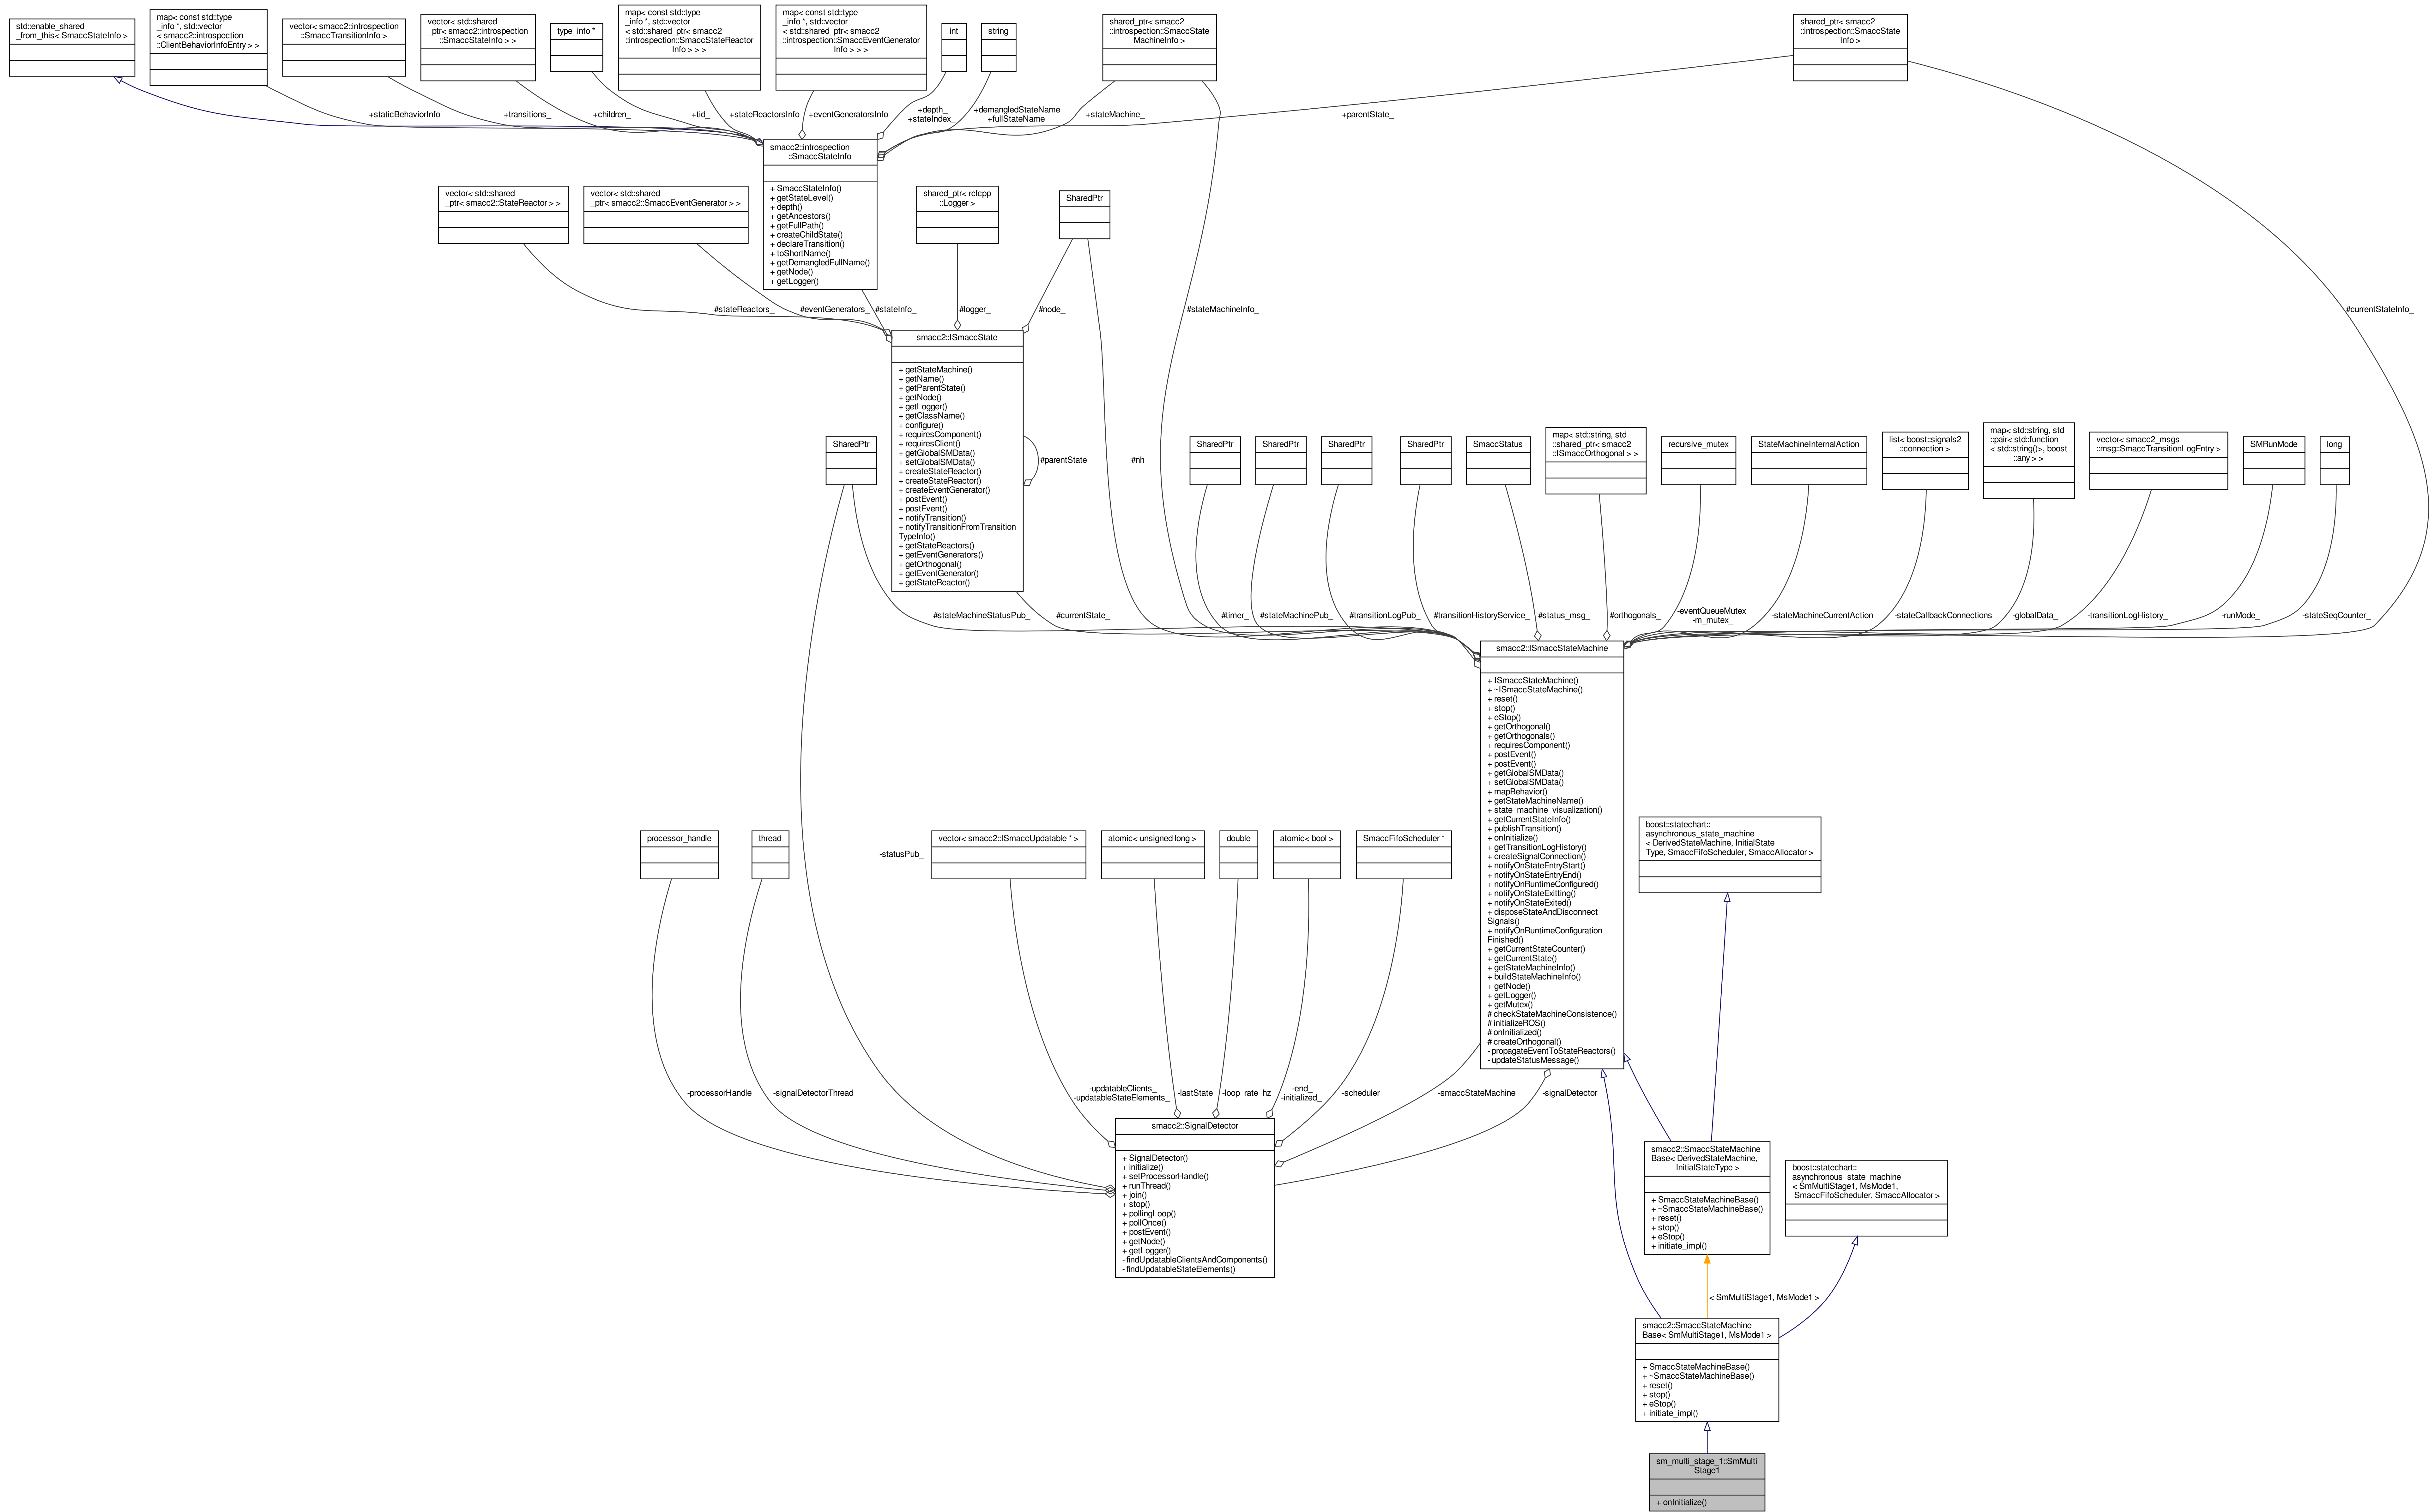 std::enable_shared
_from_this< SmaccStateInfo >
map< const std::type
_info *, std::vector
< smacc2::introspection
::ClientBehaviorInfoEntry > >
vector< smacc2::introspection
::SmaccTransitionInfo >
vector< std::shared
_ptr< smacc2::introspection
::SmaccStateInfo > >
type_info *
map< const std::type
_info *, std::vector
< std::shared_ptr< smacc2
::introspection::SmaccStateReactor
Info > > >
map< const std::type
_info *, std::vector
< std::shared_ptr< smacc2
::introspection::SmaccEventGenerator
Info > > >
int
string
shared_ptr< smacc2
::introspection::SmaccState
MachineInfo >
shared_ptr< smacc2
::introspection::SmaccState
Info >
+staticBehaviorInfo
+transitions_
+children_
+tid_
+stateReactorsInfo
+eventGeneratorsInfo
+depth_
+stateIndex_
+demangledStateName
+fullStateName
+stateMachine_
+parentState_
smacc2::introspection
::SmaccStateInfo
+ SmaccStateInfo()
+ getStateLevel()
+ depth()
+ getAncestors()
+ getFullPath()
+ createChildState()
+ declareTransition()
+ toShortName()
+ getDemangledFullName()
+ getNode()
+ getLogger()
vector< std::shared
_ptr< smacc2::StateReactor > >
vector< std::shared
_ptr< smacc2::SmaccEventGenerator > >
shared_ptr< rclcpp
::Logger >
SharedPtr
#stateReactors_
#eventGenerators_
#stateInfo_
#logger_
#node_
#stateMachineInfo_
#currentStateInfo_
smacc2::ISmaccState
+ getStateMachine()
+ getName()
+ getParentState()
+ getNode()
+ getLogger()
+ getClassName()
+ configure()
+ requiresComponent()
+ requiresClient()
+ getGlobalSMData()
+ setGlobalSMData()
+ createStateReactor()
+ createStateReactor()
+ createEventGenerator()
+ postEvent()
+ postEvent()
+ notifyTransition()
+ notifyTransitionFromTransition
TypeInfo()
+ getStateReactors()
+ getEventGenerators()
+ getOrthogonal()
+ getEventGenerator()
+ getStateReactor()
#parentState_
#nh_
SharedPtr
SharedPtr
SharedPtr
SharedPtr
SharedPtr
SmaccStatus
map< std::string, std
::shared_ptr< smacc2
::ISmaccOrthogonal > >
recursive_mutex
StateMachineInternalAction
list< boost::signals2
::connection >
map< std::string, std
::pair< std::function
< std::string()>, boost
::any > >
vector< smacc2_msgs
::msg::SmaccTransitionLogEntry >
SMRunMode
long
#stateMachineStatusPub_
#currentState_
#timer_
#stateMachinePub_
#transitionLogPub_
#transitionHistoryService_
#status_msg_
#orthogonals_
-eventQueueMutex_
-m_mutex_
-stateMachineCurrentAction
-stateCallbackConnections
-globalData_
-transitionLogHistory_
-runMode_
-stateSeqCounter_
smacc2::ISmaccStateMachine
+ ISmaccStateMachine()
+ ~ISmaccStateMachine()
+ reset()
+ stop()
+ eStop()
+ getOrthogonal()
+ getOrthogonals()
+ requiresComponent()
+ postEvent()
+ postEvent()
+ getGlobalSMData()
+ setGlobalSMData()
+ mapBehavior()
+ getStateMachineName()
+ state_machine_visualization()
+ getCurrentStateInfo()
+ publishTransition()
+ onInitialize()
+ getTransitionLogHistory()
+ createSignalConnection()
+ notifyOnStateEntryStart()
+ notifyOnStateEntryEnd()
+ notifyOnRuntimeConfigured()
+ notifyOnStateExitting()
+ notifyOnStateExited()
+ disposeStateAndDisconnect
Signals()
+ notifyOnRuntimeConfiguration
Finished()
+ getCurrentStateCounter()
+ getCurrentState()
+ getStateMachineInfo()
+ buildStateMachineInfo()
+ getNode()
+ getLogger()
+ getMutex()
# checkStateMachineConsistence()
# initializeROS()
# onInitialized()
# createOrthogonal()
- propagateEventToStateReactors()
- updateStatusMessage()
processor_handle
thread
-statusPub_
vector< smacc2::ISmaccUpdatable * >
atomic< unsigned long >
double
atomic< bool >
SmaccFifoScheduler *
boost::statechart::
asynchronous_state_machine
< DerivedStateMachine, InitialState
Type, SmaccFifoScheduler, SmaccAllocator >
-processorHandle_
-signalDetectorThread_
-updatableClients_
-updatableStateElements_
-lastState_
-loop_rate_hz
-end_
-initialized_
-scheduler_
-smaccStateMachine_
-signalDetector_
smacc2::SignalDetector
+ SignalDetector()
+ initialize()
+ setProcessorHandle()
+ runThread()
+ join()
+ stop()
+ pollingLoop()
+ pollOnce()
+ postEvent()
+ getNode()
+ getLogger()
- findUpdatableClientsAndComponents()
- findUpdatableStateElements()
smacc2::SmaccStateMachine
Base< DerivedStateMachine,
InitialStateType >
+ SmaccStateMachineBase()
+ ~SmaccStateMachineBase()
+ reset()
+ stop()
+ eStop()
+ initiate_impl()
boost::statechart::
asynchronous_state_machine
< SmMultiStage1, MsMode1,
SmaccFifoScheduler, SmaccAllocator >
< SmMultiStage1, MsMode1 >
smacc2::SmaccStateMachine
Base< SmMultiStage1, MsMode1 >
+ SmaccStateMachineBase()
+ ~SmaccStateMachineBase()
+ reset()
+ stop()
+ eStop()
+ initiate_impl()
sm_multi_stage_1::SmMulti
Stage1
+ onInitialize()